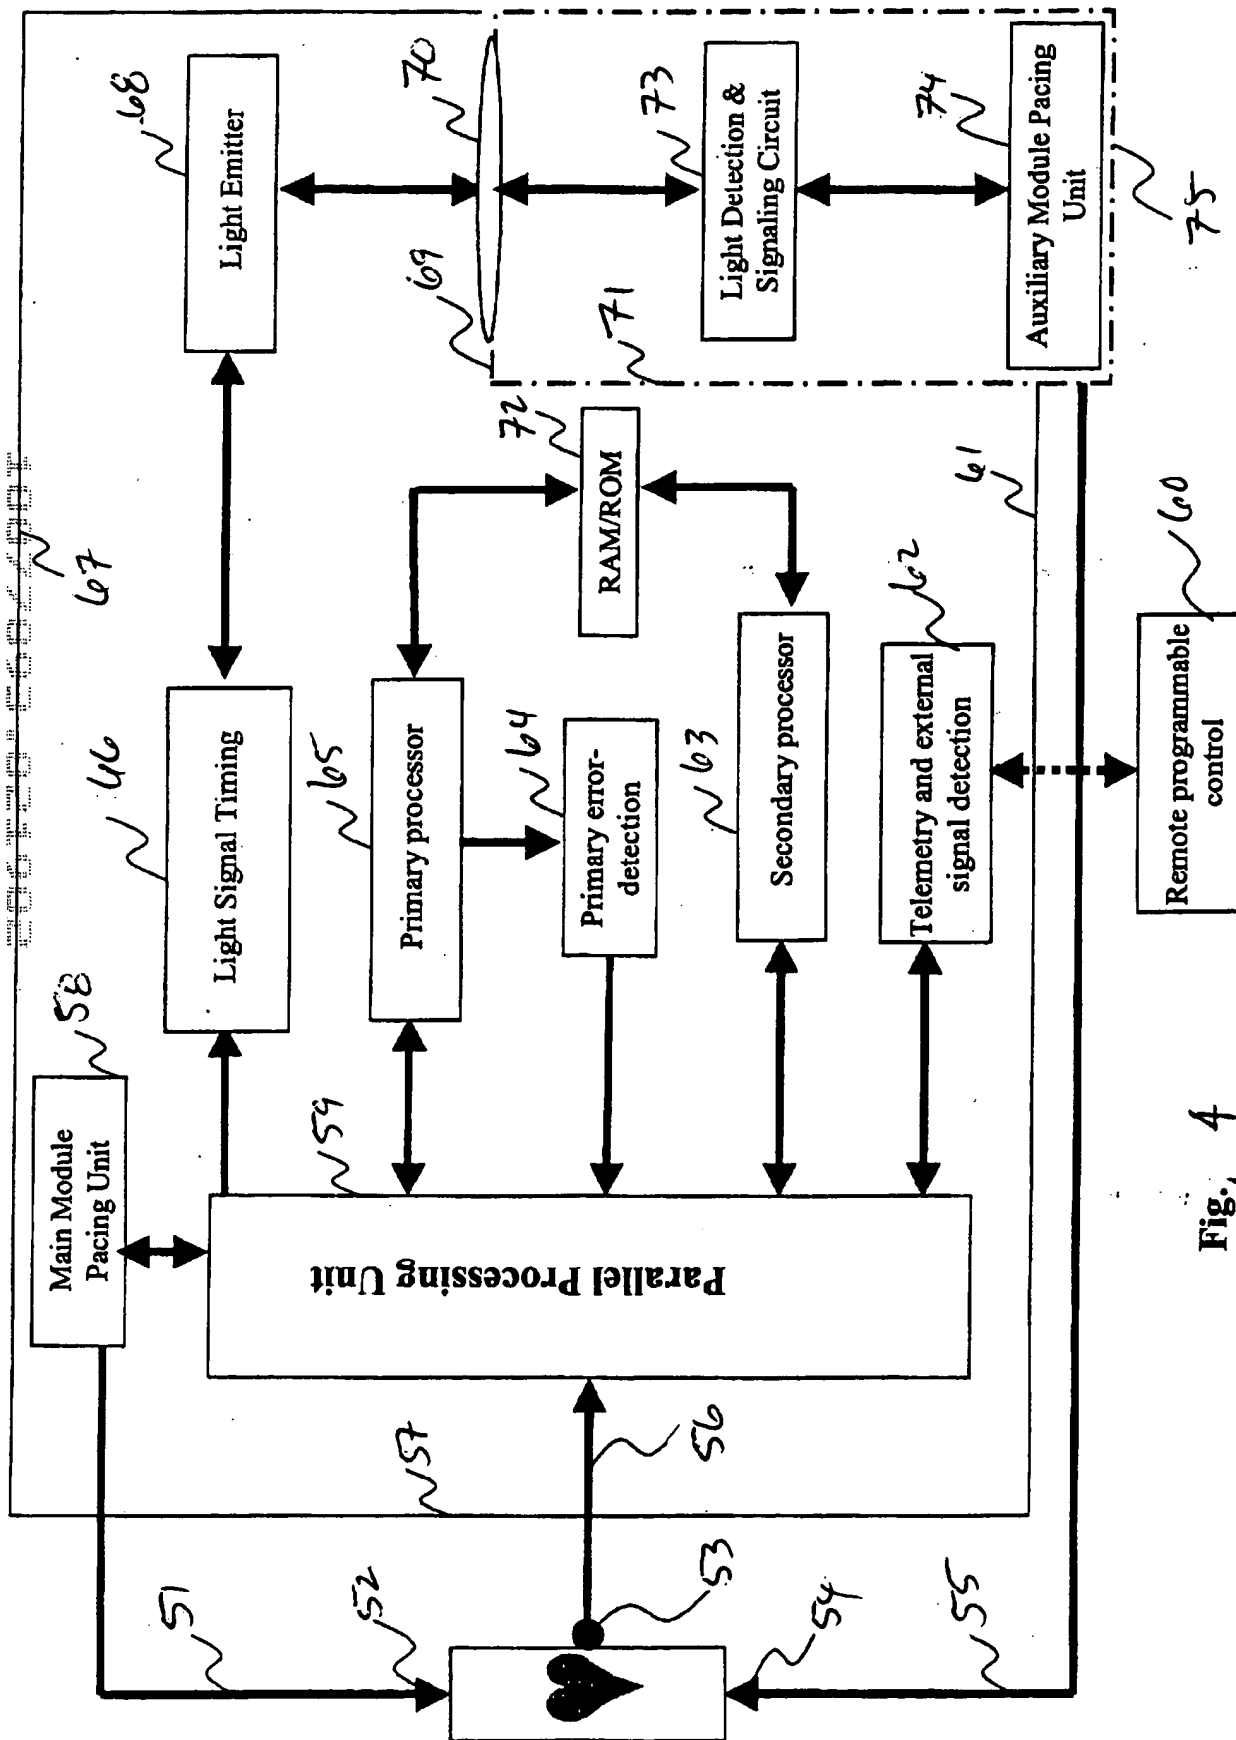 51
52
53
54
55
56
57
Main Module
Pacing Unit
58
Parallel Processing Unit
59
Light Signal Timing
66
Primary processor
65
Primary error-
detection
64
Secondary processor
63
Telemetry and external
signal detection
62
Remote programmable
control
60
61
RAM/ROM
72
67
Light Emitter
68
69
70
71
Light Detection &
Signaling Circuit
73
Auxiliary Module Pacing
Unit
74
75
Fig. 4